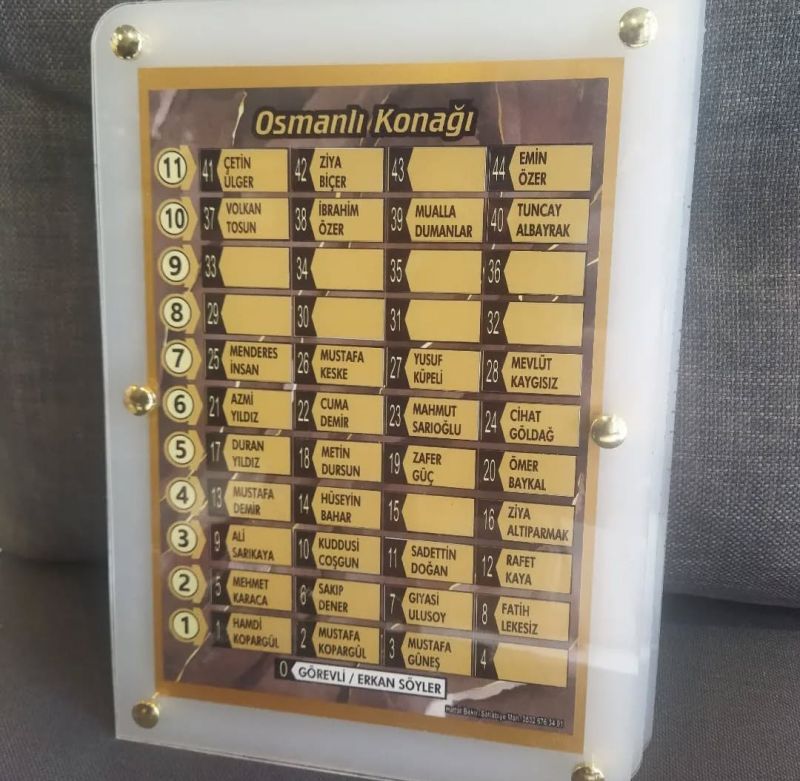 Osmanlı Konağı
11 41 ÇETİN ÜLGER 42 ZİYA BİÇER 43 44 EMİN ÖZER
10 37 VOLKAN TOSUN 38 İBRAHİM ÖZER 39 MUALLA DUMANLAR 40 TUNCAY ALBAYRAK
9 33 34 35 36
8 29 30 31 32
7 25 MENDERES İNSAN 26 MUSTAFA KESKE 27 YUSUF KÜPELİ 28 MEVLÜT KAYGISIZ
6 21 AZMİ YILDIZ 22 CUMA DEMİR 23 MAHMUT SARIOĞLU 24 CİHAT GÖLDAĞ
5 17 DURAN YILDIZ 18 METİN DURSUN 19 ZAFER GÜÇ 20 ÖMER BAYKAL
4 13 MUSTAFA DEMİR 14 HÜSEYİN BAHAR 15 16 ZİYA ALTIPARMAK
3 9 ALİ SARIKAYA 10 KUDDUSİ COŞGUN 11 SADETTİN DOĞAN 12 RAFET KAYA
2 5 MEHMET KARACA 6 SAKIP DENER 7 GIYASİ ULUSOY 8 FATİH LEKESİZ
1 1 HAMDİ KOPARGÜL 2 MUSTAFA KOPARGÜL 3 MUSTAFA GÜNEŞ 4
0 GÖREVLİ / ERKAN SÖYLER